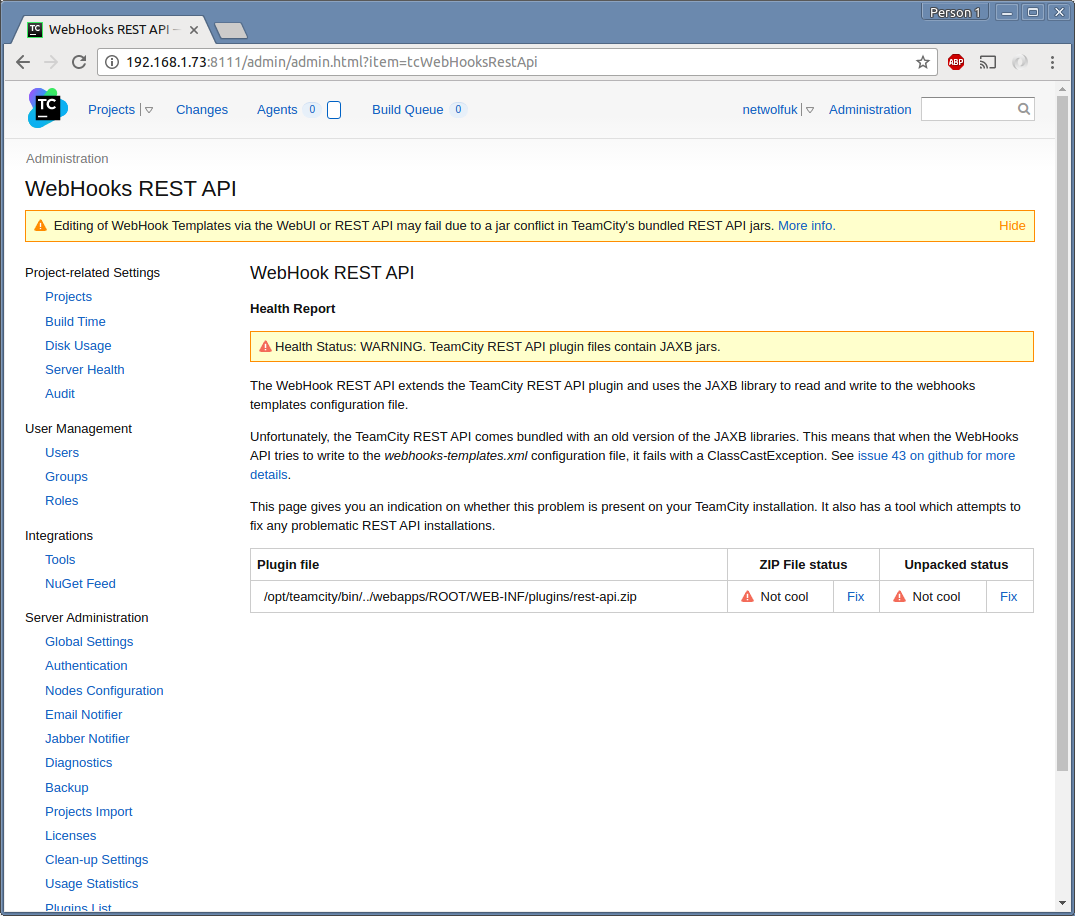 Person 1
TC WebHooks REST API –
192.168.1.73:8111/admin/admin.html?item=tcWebHooksRestApi
ABP
TC Projects Changes Agents 0 Build Queue 0 netwolfuk Administration
Administration
WebHooks REST API
Editing of WebHook Templates via the WebUI or REST API may fail due to a jar conflict in TeamCity's bundled REST API jars. More info. Hide
Project-related Settings
Projects
Build Time
Disk Usage
Server Health
Audit
User Management
Users
Groups
Roles
Integrations
Tools
NuGet Feed
Server Administration
Global Settings
Authentication
Nodes Configuration
Email Notifier
Jabber Notifier
Diagnostics
Backup
Projects Import
Licenses
Clean-up Settings
Usage Statistics
Plugins List
WebHook REST API
Health Report
Health Status: WARNING. TeamCity REST API plugin files contain JAXB jars.
The WebHook REST API extends the TeamCity REST API plugin and uses the JAXB library to read and write to the webhooks
templates configuration file.
Unfortunately, the TeamCity REST API comes bundled with an old version of the JAXB libraries. This means that when the WebHooks
API tries to write to the webhooks-templates.xml configuration file, it fails with a ClassCastException. See issue 43 on github for more
details.
This page gives you an indication on whether this problem is present on your TeamCity installation. It also has a tool which attempts to
fix any problematic REST API installations.
Plugin file ZIP File status Unpacked status
/opt/teamcity/bin/../webapps/ROOT/WEB-INF/plugins/rest-api.zip Not cool Fix Not cool Fix